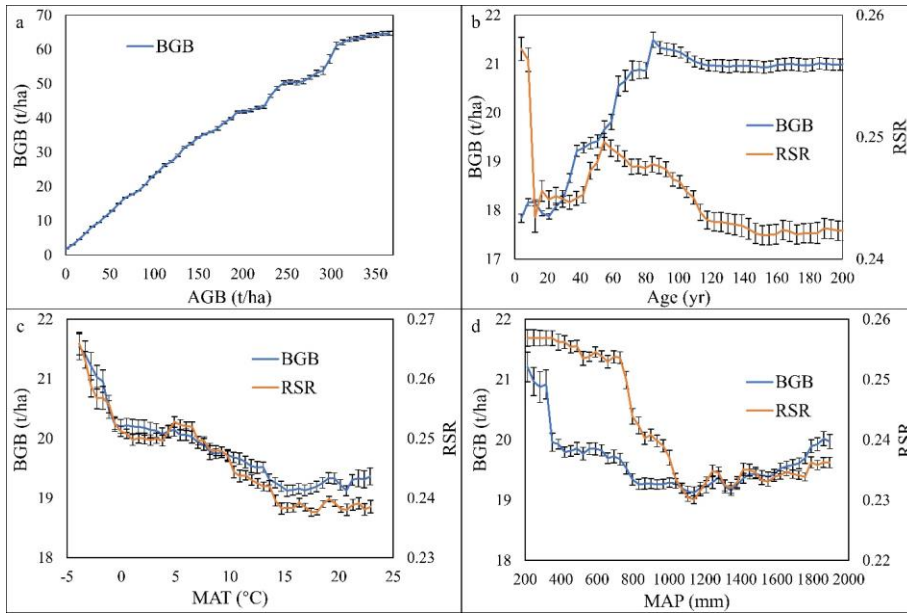 a
BGB
BGB (t/ha)
70
60
50
40
30
20
10
0
0 50 100 150 200 250 300 350
AGB (t/ha)
b
BGB
RSR
BGB (t/ha)
22
21
20
19
18
17
0.26
0.25
0.24
RSR
0 20 40 60 80 100 120 140 160 180 200
Age (yr)
c
BGB
RSR
BGB (t/ha)
22
21
20
19
18
0.27
0.26
0.25
0.24
0.23
RSR
-5 0 5 10 15 20 25
MAT (°C)
d
BGB
RSR
BGB (t/ha)
22
21
20
19
18
0.26
0.25
0.24
0.23
0.22
RSR
200 400 600 800 1000 1200 1400 1600 1800 2000
MAP (mm)